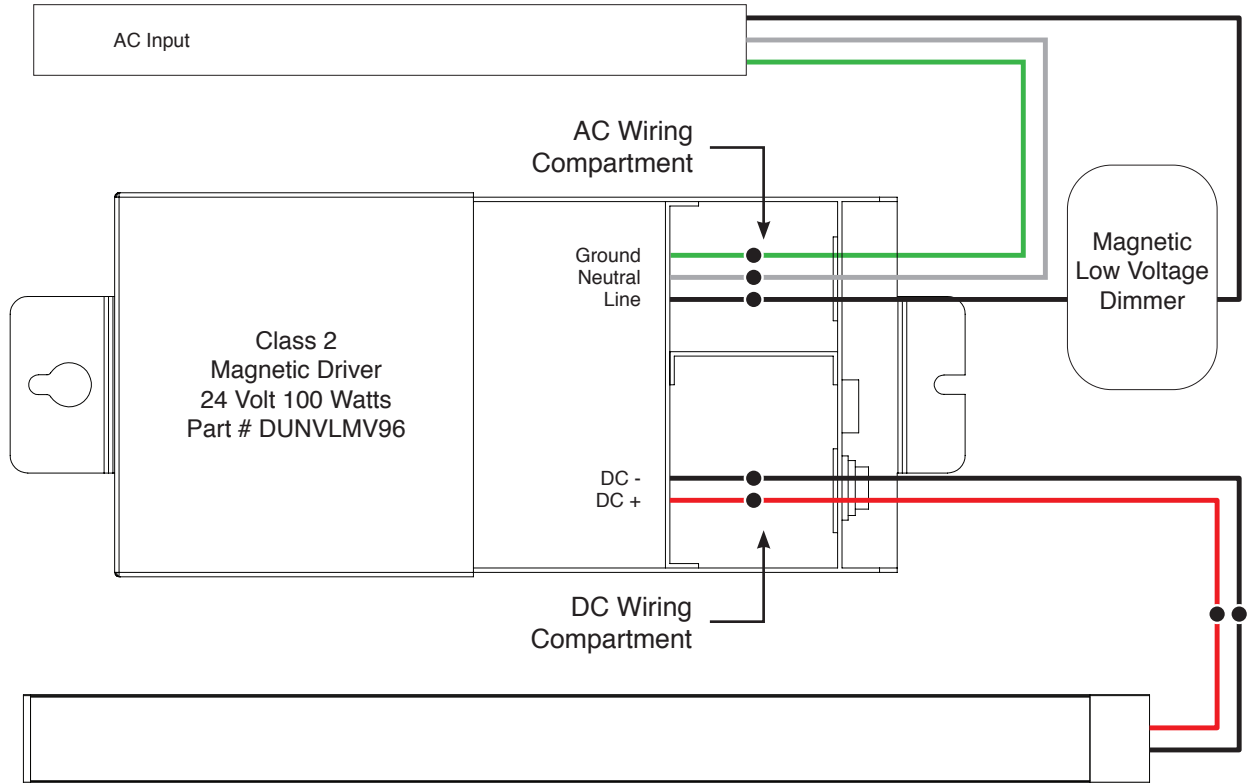 AC Input
AC Wiring
Compartment
Ground
Neutral
Line
Magnetic
Low Voltage
Dimmer
Class 2
Magnetic Driver
24 Volt 100 Watts
Part # DUNVLMV96
DC -
DC +
DC Wiring
Compartment